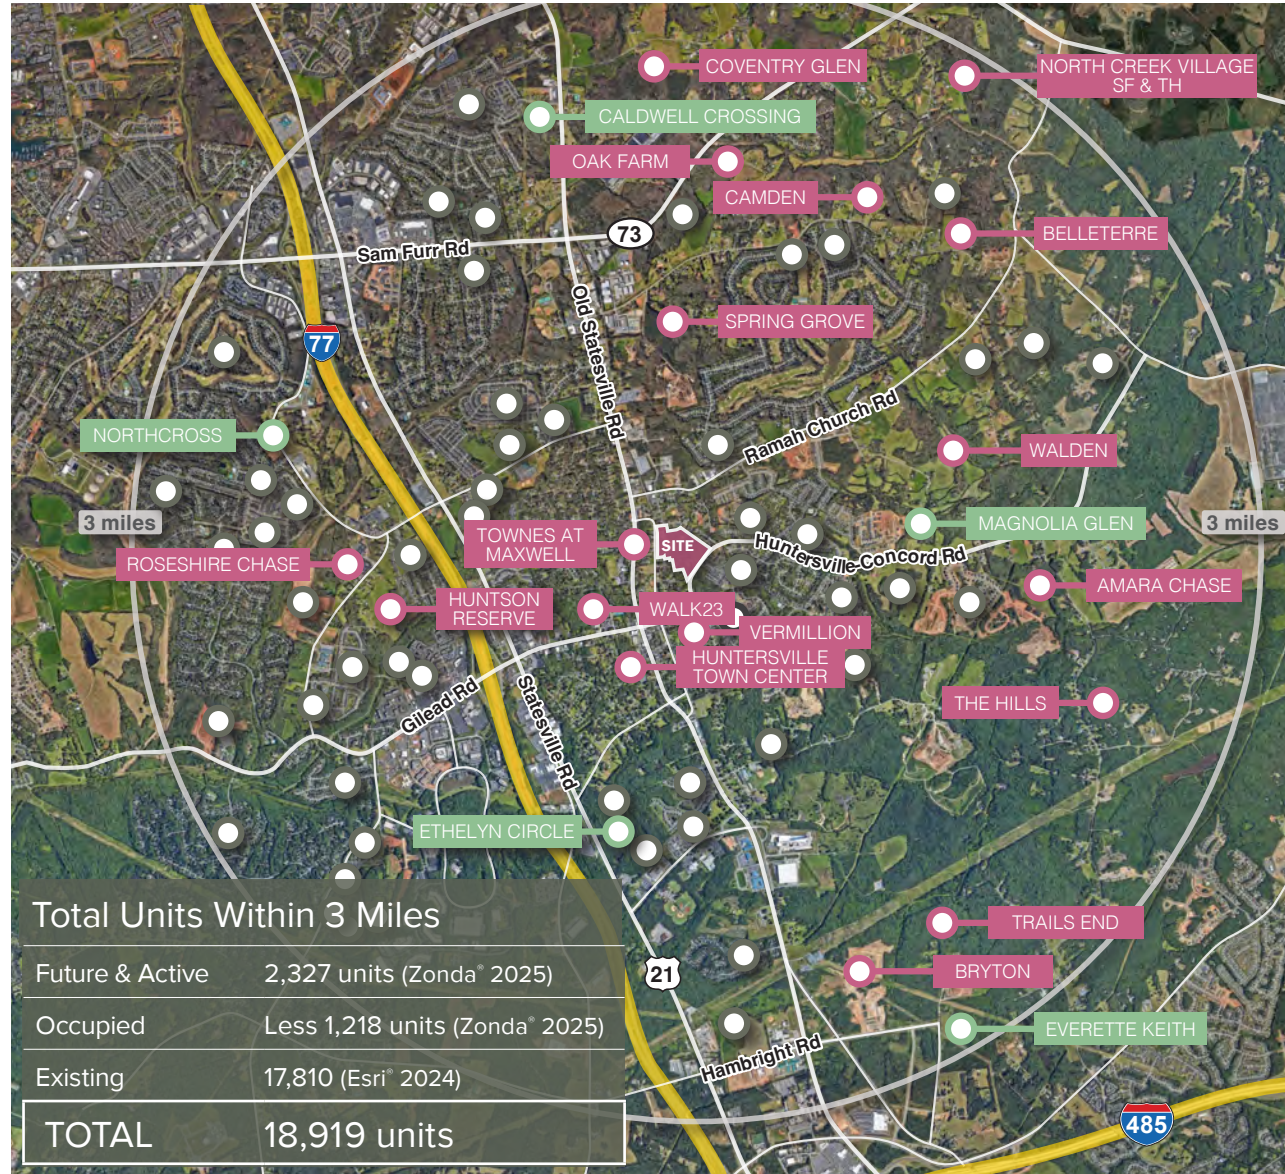 COVENTRY GLEN
NORTH CREEK VILLAGE
SF & TH
CALDWELL CROSSING
OAK FARM
CAMDEN
73
BELLETERRE
Sam Furr Rd
Old Statesville Rd
SPRING GROVE
77
Ramah Church Rd
NORTHCROSS
WALDEN
3 miles
3 miles
MAGNOLIA GLEN
TOWNES AT
MAXWELL
SITE
Huntersville-Concord Rd
ROSESHIRE CHASE
AMARA CHASE
HUNTSON
RESERVE
WALK23
VERMILLION
HUNTERSVILLE
TOWN CENTER
Gilead Rd
Statesville Rd
THE HILLS
ETHELYN CIRCLE
Total Units Within 3 Miles
Future & Active 2,327 units (Zonda® 2025)
Occupied Less 1,218 units (Zonda® 2025)
Existing 17,810 (Esri® 2024)
TOTAL 18,919 units
TRAILS END
21
BRYTON
EVERETTE KEITH
Hambright Rd
485